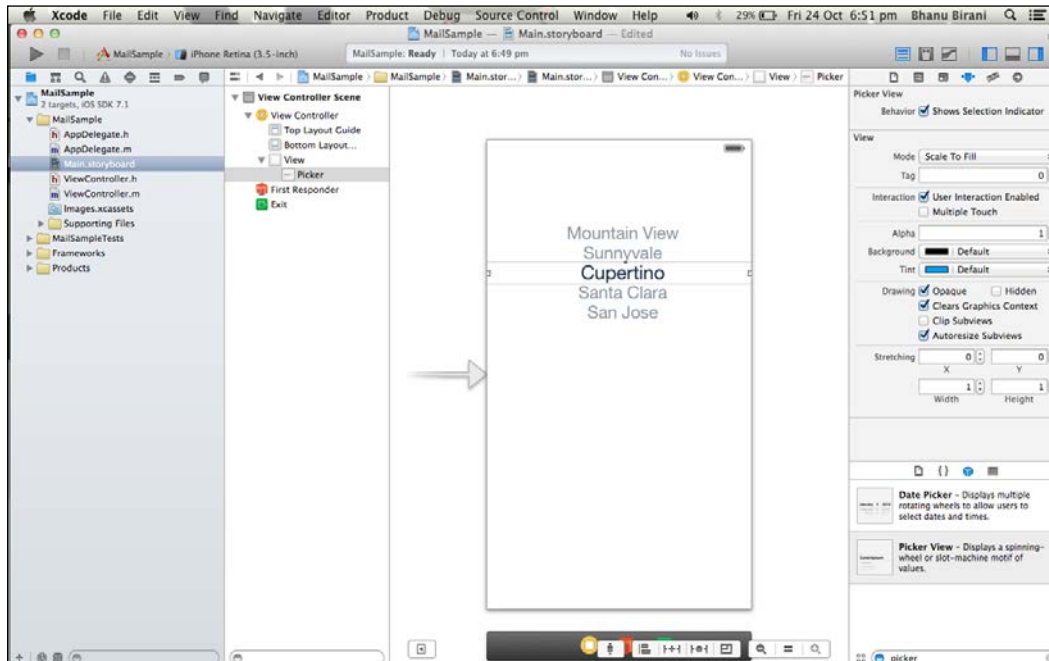 Xcode File Edit View Find Navigate Editor Product Debug Source Control Window Help 29% Fri 24 Oct 6:51 pm Bhanu Birani
MailSample — Main.storyboard — Edited
MailSample iPhone Retina (3.5-inch)
MailSample: Ready | Today at 6:49 pm
No Issues
MailSample
2 targets, iOS SDK 7.1
MailSample
AppDelegate.h
AppDelegate.m
Main.storyboard
ViewController.h
ViewController.m
Images.xcassets
Supporting Files
MailSampleTests
Frameworks
Products
MailSample MailSample Main.stor... Main.stor... View Con... View Con... View Picker
View Controller Scene
View Controller
Top Layout Guide
Bottom Layout...
View
Picker
First Responder
Exit
Mountain View
Sunnyvale
Cupertino
Santa Clara
San Jose
Picker View
Behavior Shows Selection Indicator
View
Mode Scale To Fill
Tag 0
Interaction User Interaction Enabled
Multiple Touch
Alpha 1
Background Default
Tint Default
Drawing Opaque Hidden
Clears Graphics Context
Clip Subviews
Autoresize Subviews
Stretching 0 0
X Y
1 1
Width Height
Date Picker – Displays multiple
rotating wheels to allow users to
select dates and times.
Picker View – Displays a spinning-
wheel or slot-machine motif of
values.
picker